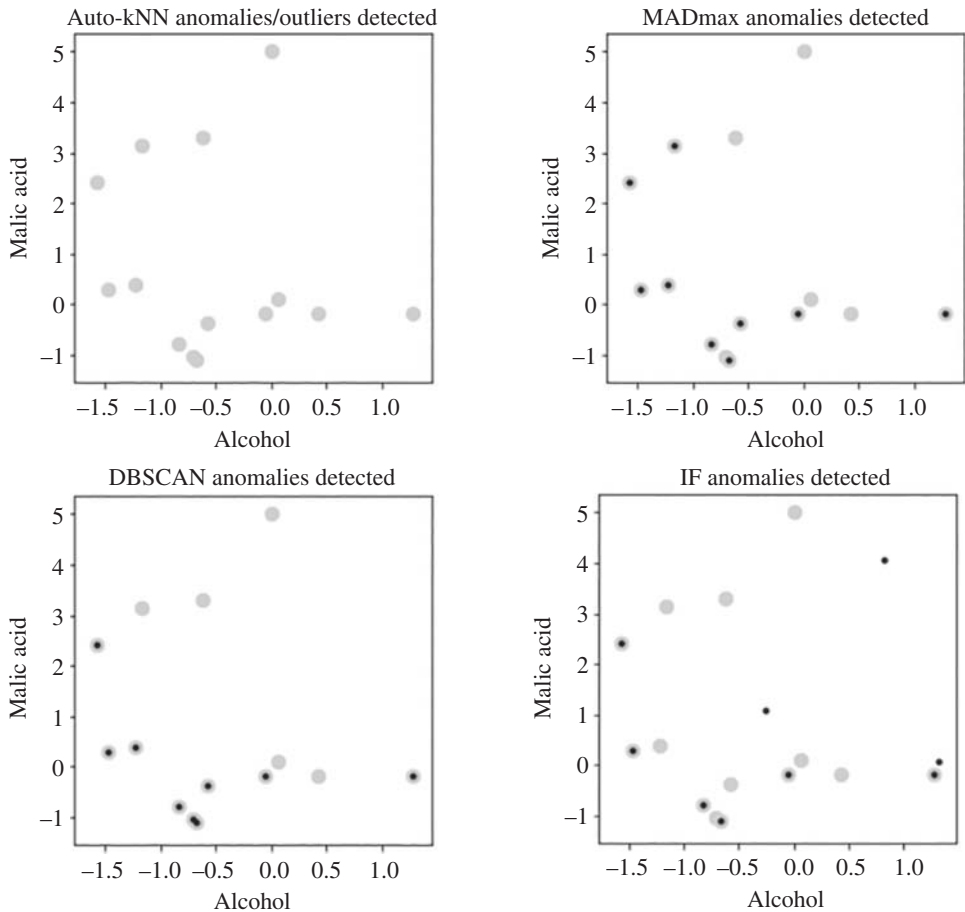 Auto-kNN anomalies/outliers detected
5
4
3
2
1
0
−1
Malic acid
−1.5 −1.0 −0.5 0.0 0.5 1.0
Alcohol
MADmax anomalies detected
5
4
3
2
1
0
−1
Malic acid
−1.5 −1.0 −0.5 0.0 0.5 1.0
Alcohol
DBSCAN anomalies detected
5
4
3
2
1
0
−1
Malic acid
−1.5 −1.0 −0.5 0.0 0.5 1.0
Alcohol
IF anomalies detected
5
4
3
2
1
0
−1
Malic acid
−1.5 −1.0 −0.5 0.0 0.5 1.0
Alcohol